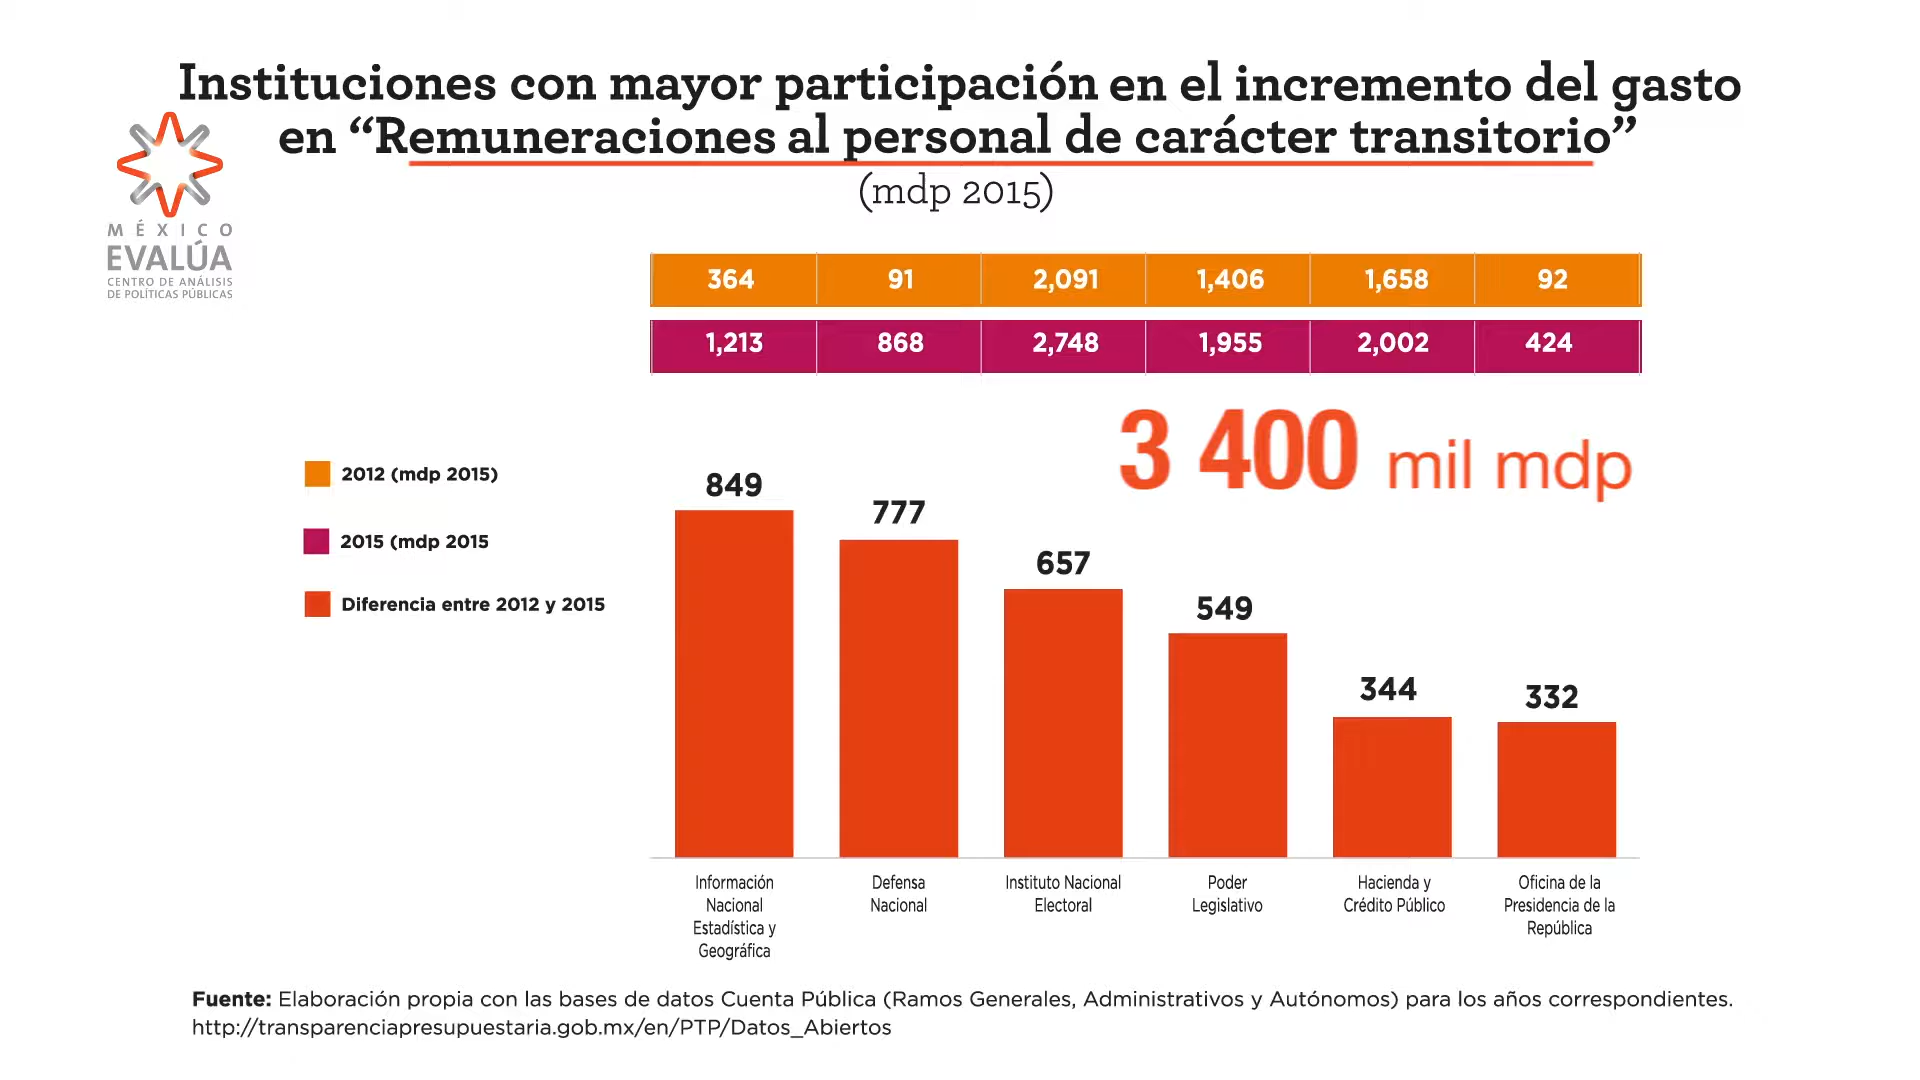 Instituciones con mayor participación en el incremento del gasto
en “Remuneraciones al personal de carácter transitorio”
(mdp 2015)
MÉXICO
EVALÚA
CENTRO DE ANÁLISIS
DE POLÍTICAS PÚBLICAS
364 91 2,091 1,406 1,658 92
1,213 868 2,748 1,955 2,002 424
3 400 mil mdp
2012 (mdp 2015)
2015 (mdp 2015
Diferencia entre 2012 y 2015
849
777
657
549
344
332
Información
Nacional
Estadística y
Geográfica
Defensa
Nacional
Instituto Nacional
Electoral
Poder
Legislativo
Hacienda y
Crédito Público
Oficina de la
Presidencia de la
República
Fuente: Elaboración propia con las bases de datos Cuenta Pública (Ramos Generales, Administrativos y Autónomos) para los años correspondientes.
http://transparenciapresupuestaria.gob.mx/en/PTP/Datos_Abiertos